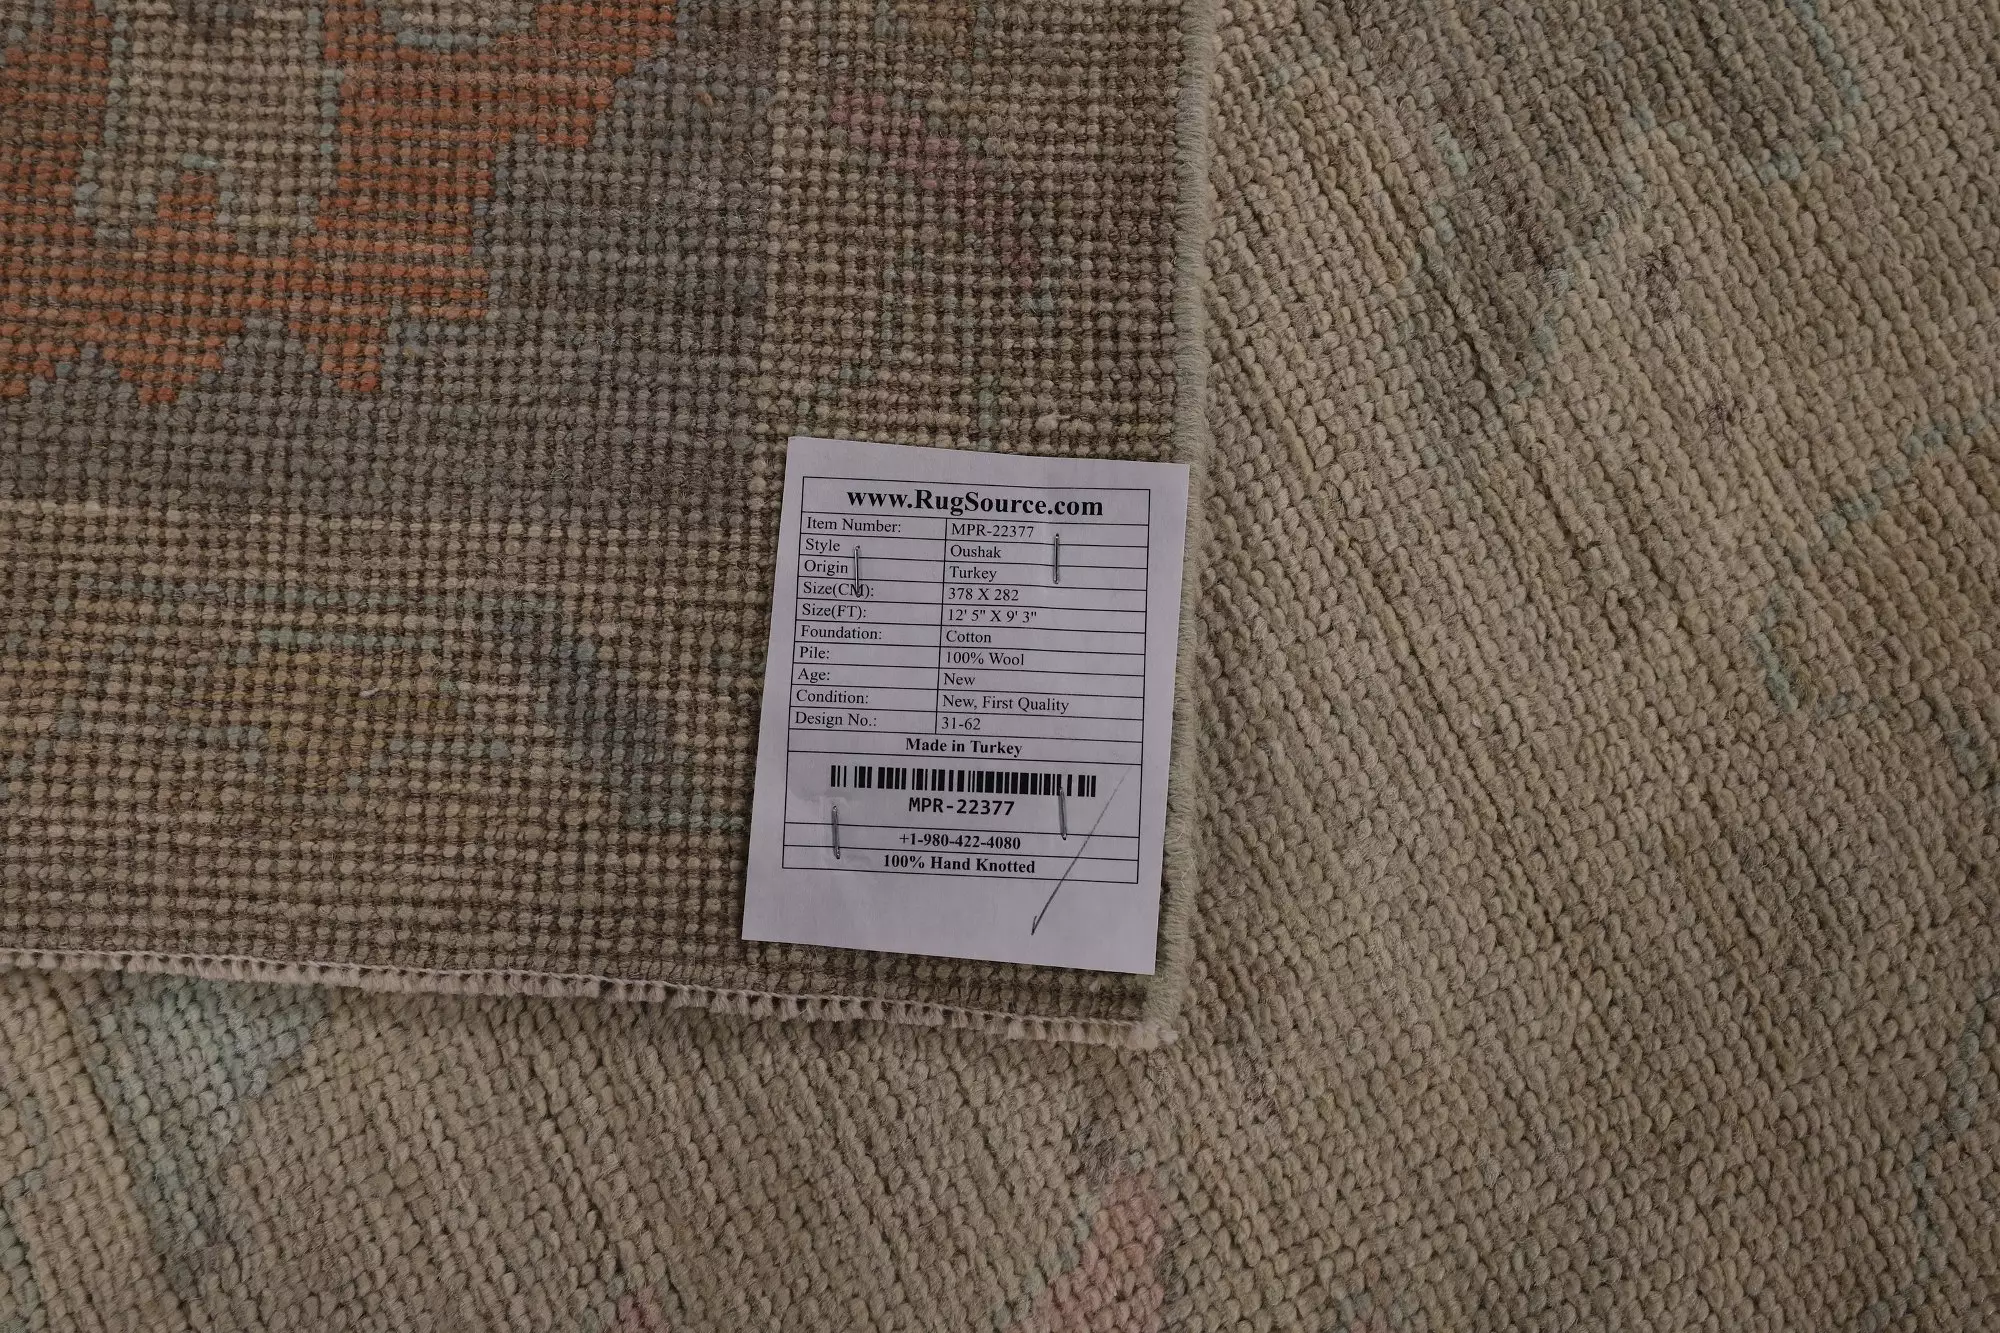 www.RugSource.com
Item Number: MPR-22377
Style Oushak
Origin Turkey
Size(CM): 378 X 282
Size(FT): 12' 5" X 9' 3"
Foundation: Cotton
Pile: 100% Wool
Age: New
Condition: New, First Quality
Design No.: 31-62
Made in Turkey
MPR-22377
+1-980-422-4080
100% Hand Knotted